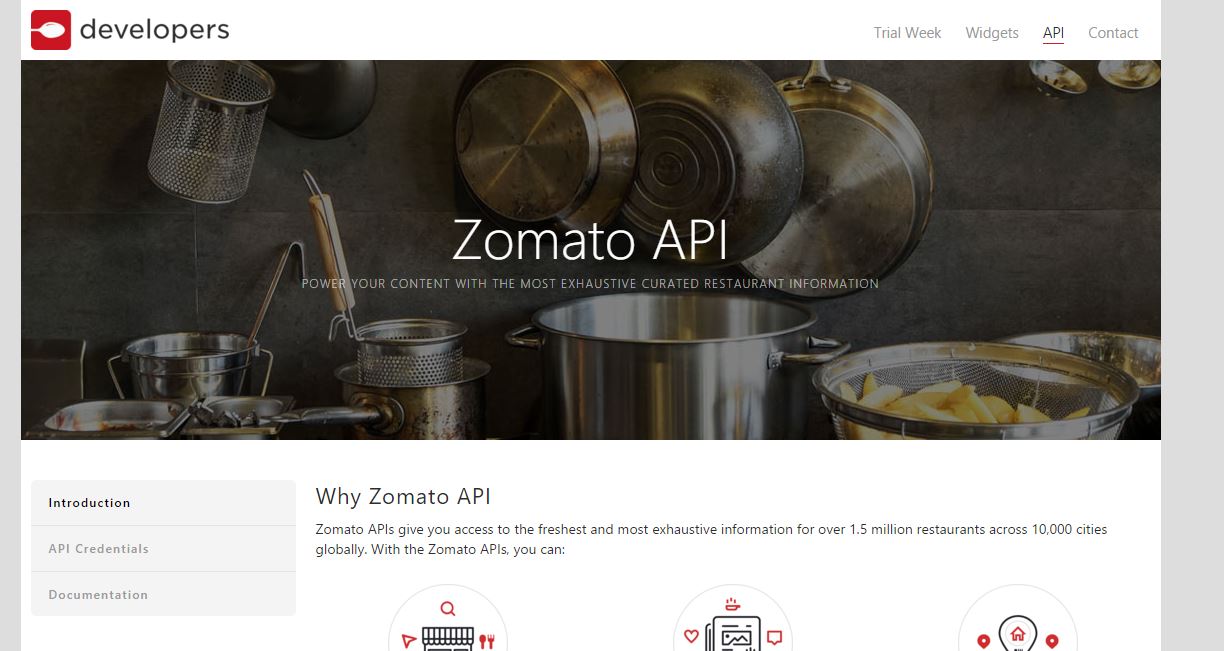 developers
Trial Week Widgets API Contact
Zomato API
POWER YOUR CONTENT WITH THE MOST EXHAUSTIVE CURATED RESTAURANT INFORMATION
Introduction
API Credentials
Documentation
Why Zomato API
Zomato APIs give you access to the freshest and most exhaustive information for over 1.5 million restaurants across 10,000 cities
globally. With the Zomato APIs, you can: